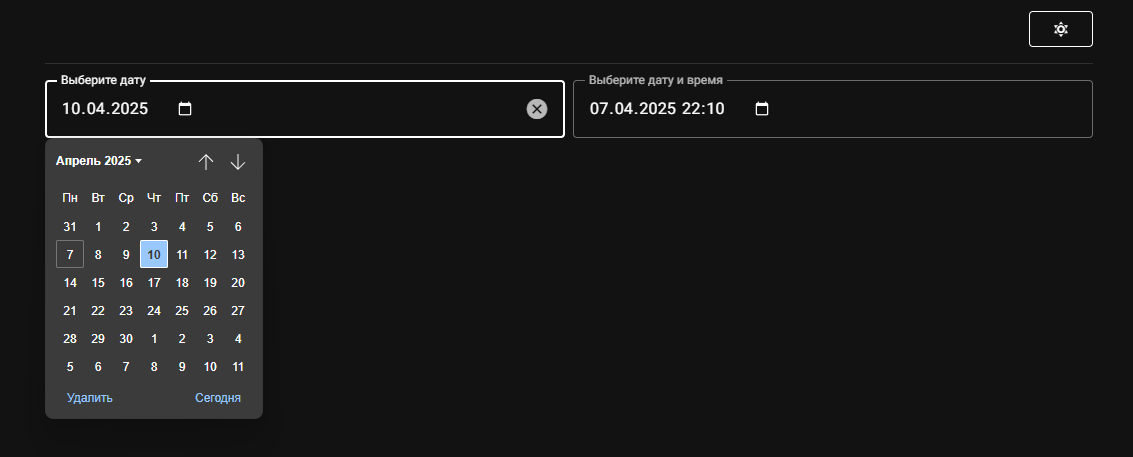 Выберите дату
Выберите дату и время
10.04.2025
07.04.2025 22:10
Апрель 2025
Пн Вт Ср Чт Пт Сб Вс
31 1 2 3 4 5 6
7 8 9 10 11 12 13
14 15 16 17 18 19 20
21 22 23 24 25 26 27
28 29 30 1 2 3 4
5 6 7 8 9 10 11
Удалить Сегодня